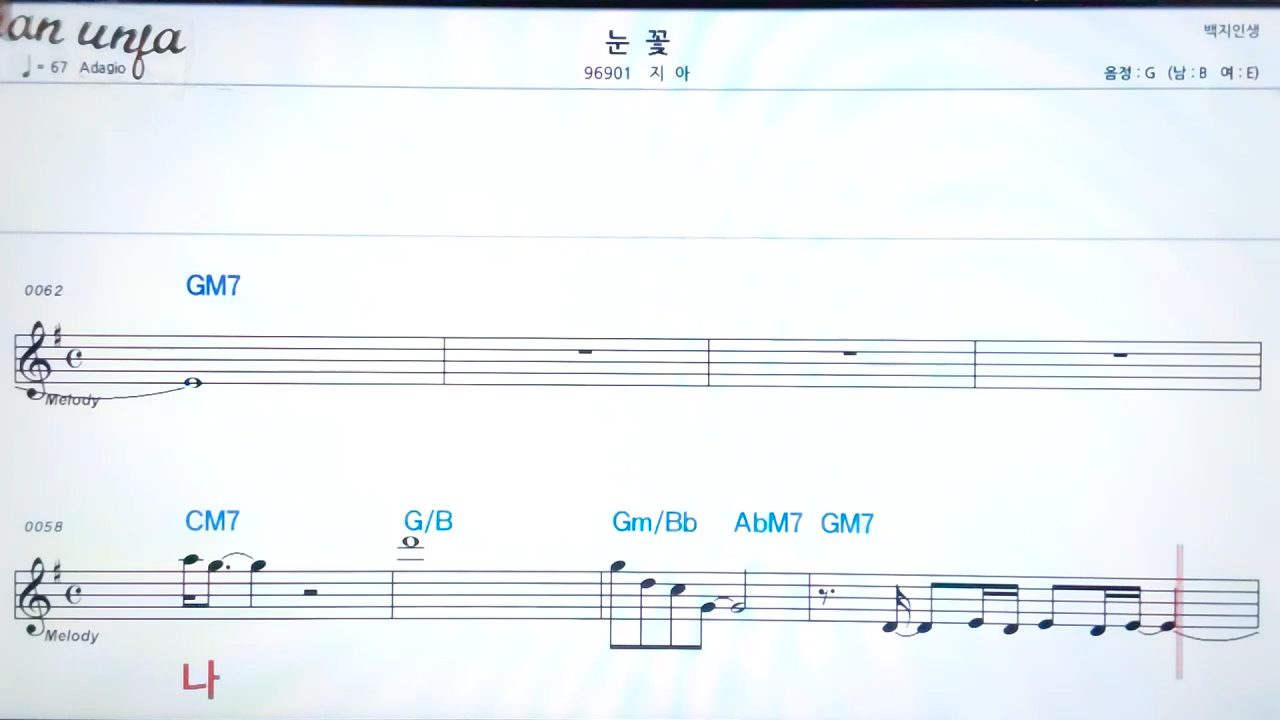 an unfa
♩= 67 Adagio
눈 꽃
96901 지 아
백지인생
음정 : G (남 : B 여 : E)
0062
GM7
Melody
0058
CM7 G/B Gm/Bb AbM7 GM7
Melody
나